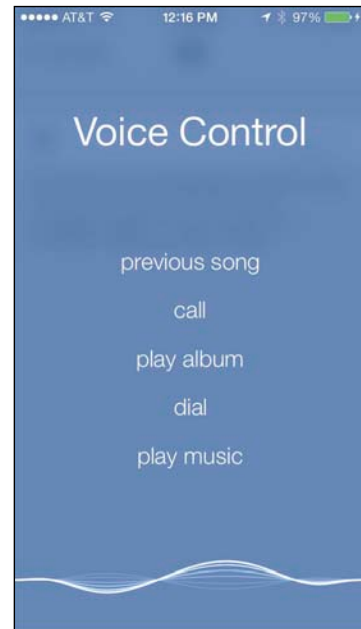 AT&T 12:16 PM 97%
Voice Control
previous song
call
play album
dial
play music